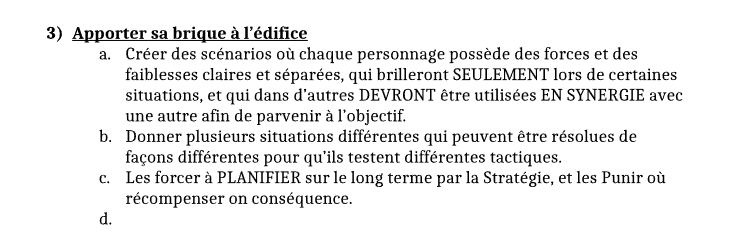 3) Apporter sa brique à l'édifice
a. Créer des scénarios où chaque personnage possède des forces et des
faiblesses claires et séparées, qui brilleront SEULEMENT lors de certaines
situations, et qui dans d'autres DEVRONT être utilisées EN SYNERGIE avec
une autre afin de parvenir à l'objectif.
b. Donner plusieurs situations différentes qui peuvent être résolues de
façons différentes pour qu'ils testent différentes tactiques.
c. Les forcer à PLANIFIER sur le long terme par la Stratégie, et les Punir où
récompenser on conséquence.
d.